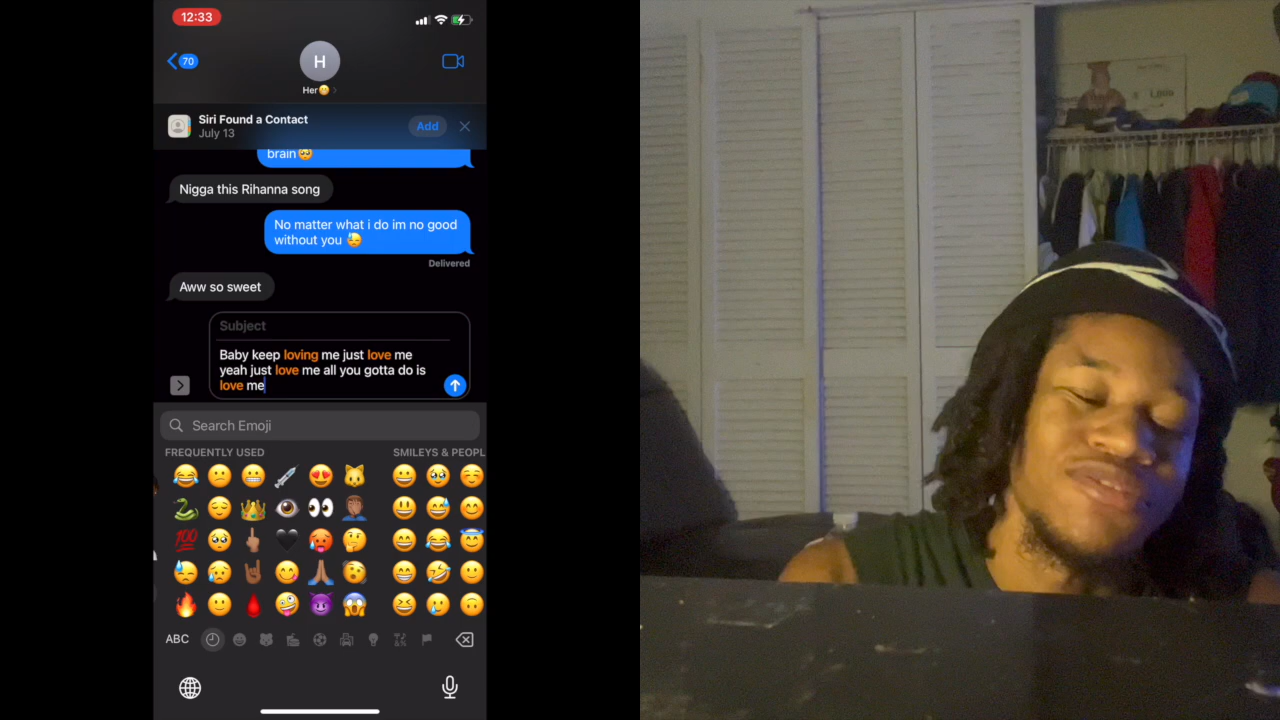 12:33
70
H
Her🤭
Siri Found a Contact
July 13
Add
brain🥺
Nigga this Rihanna song
No matter what i do im no good
without you 😓
Delivered
Aww so sweet
Subject
Baby keep loving me just love me
yeah just love me all you gotta do is
love me
Search Emoji
FREQUENTLY USED
SMILEYS & PEOPL
ABC